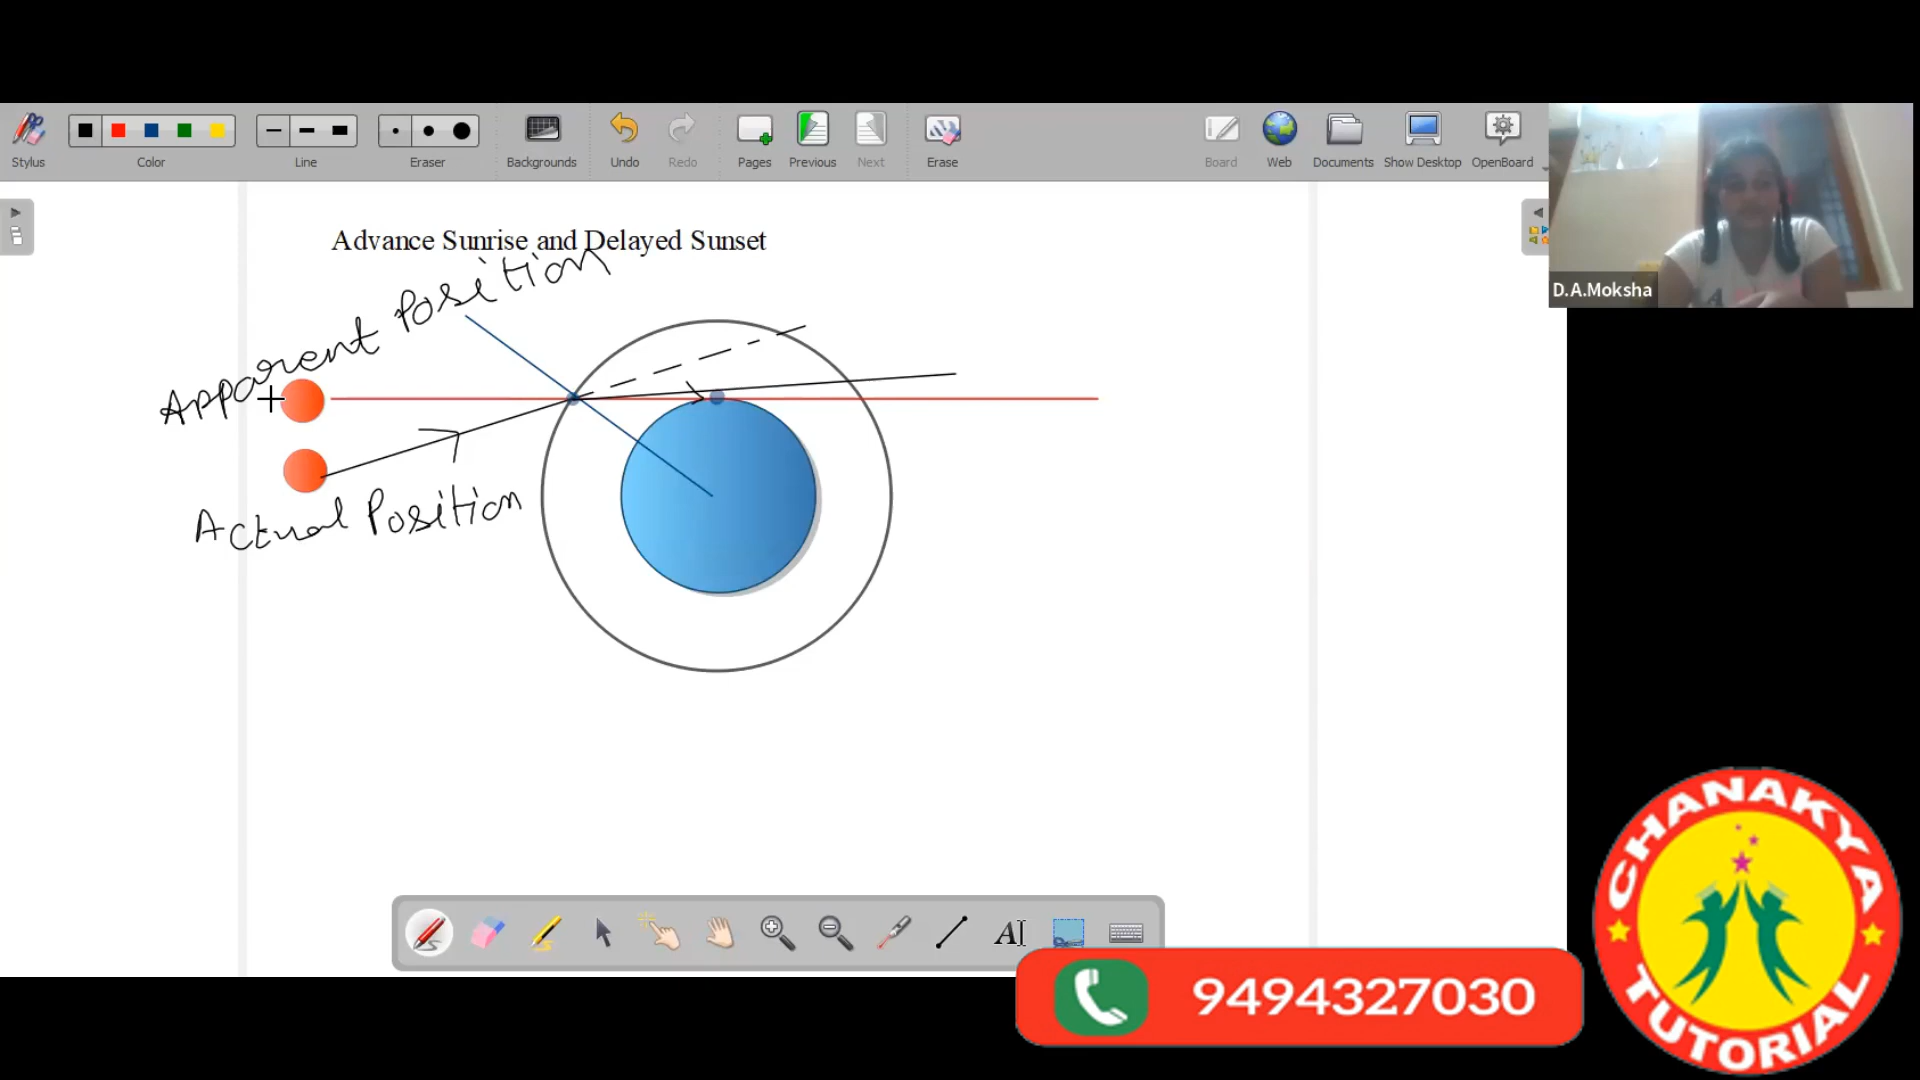 Stylus
Color
Line
Eraser
Backgrounds
Undo
Redo
Pages
Previous
Next
Erase
Board
Web
Documents
Show Desktop
OpenBoard
D.A.Moksha
Advance Sunrise and Delayed Sunset
Apparent Position
Actual Position
9494327030
CHANAKYA
TUTORIAL